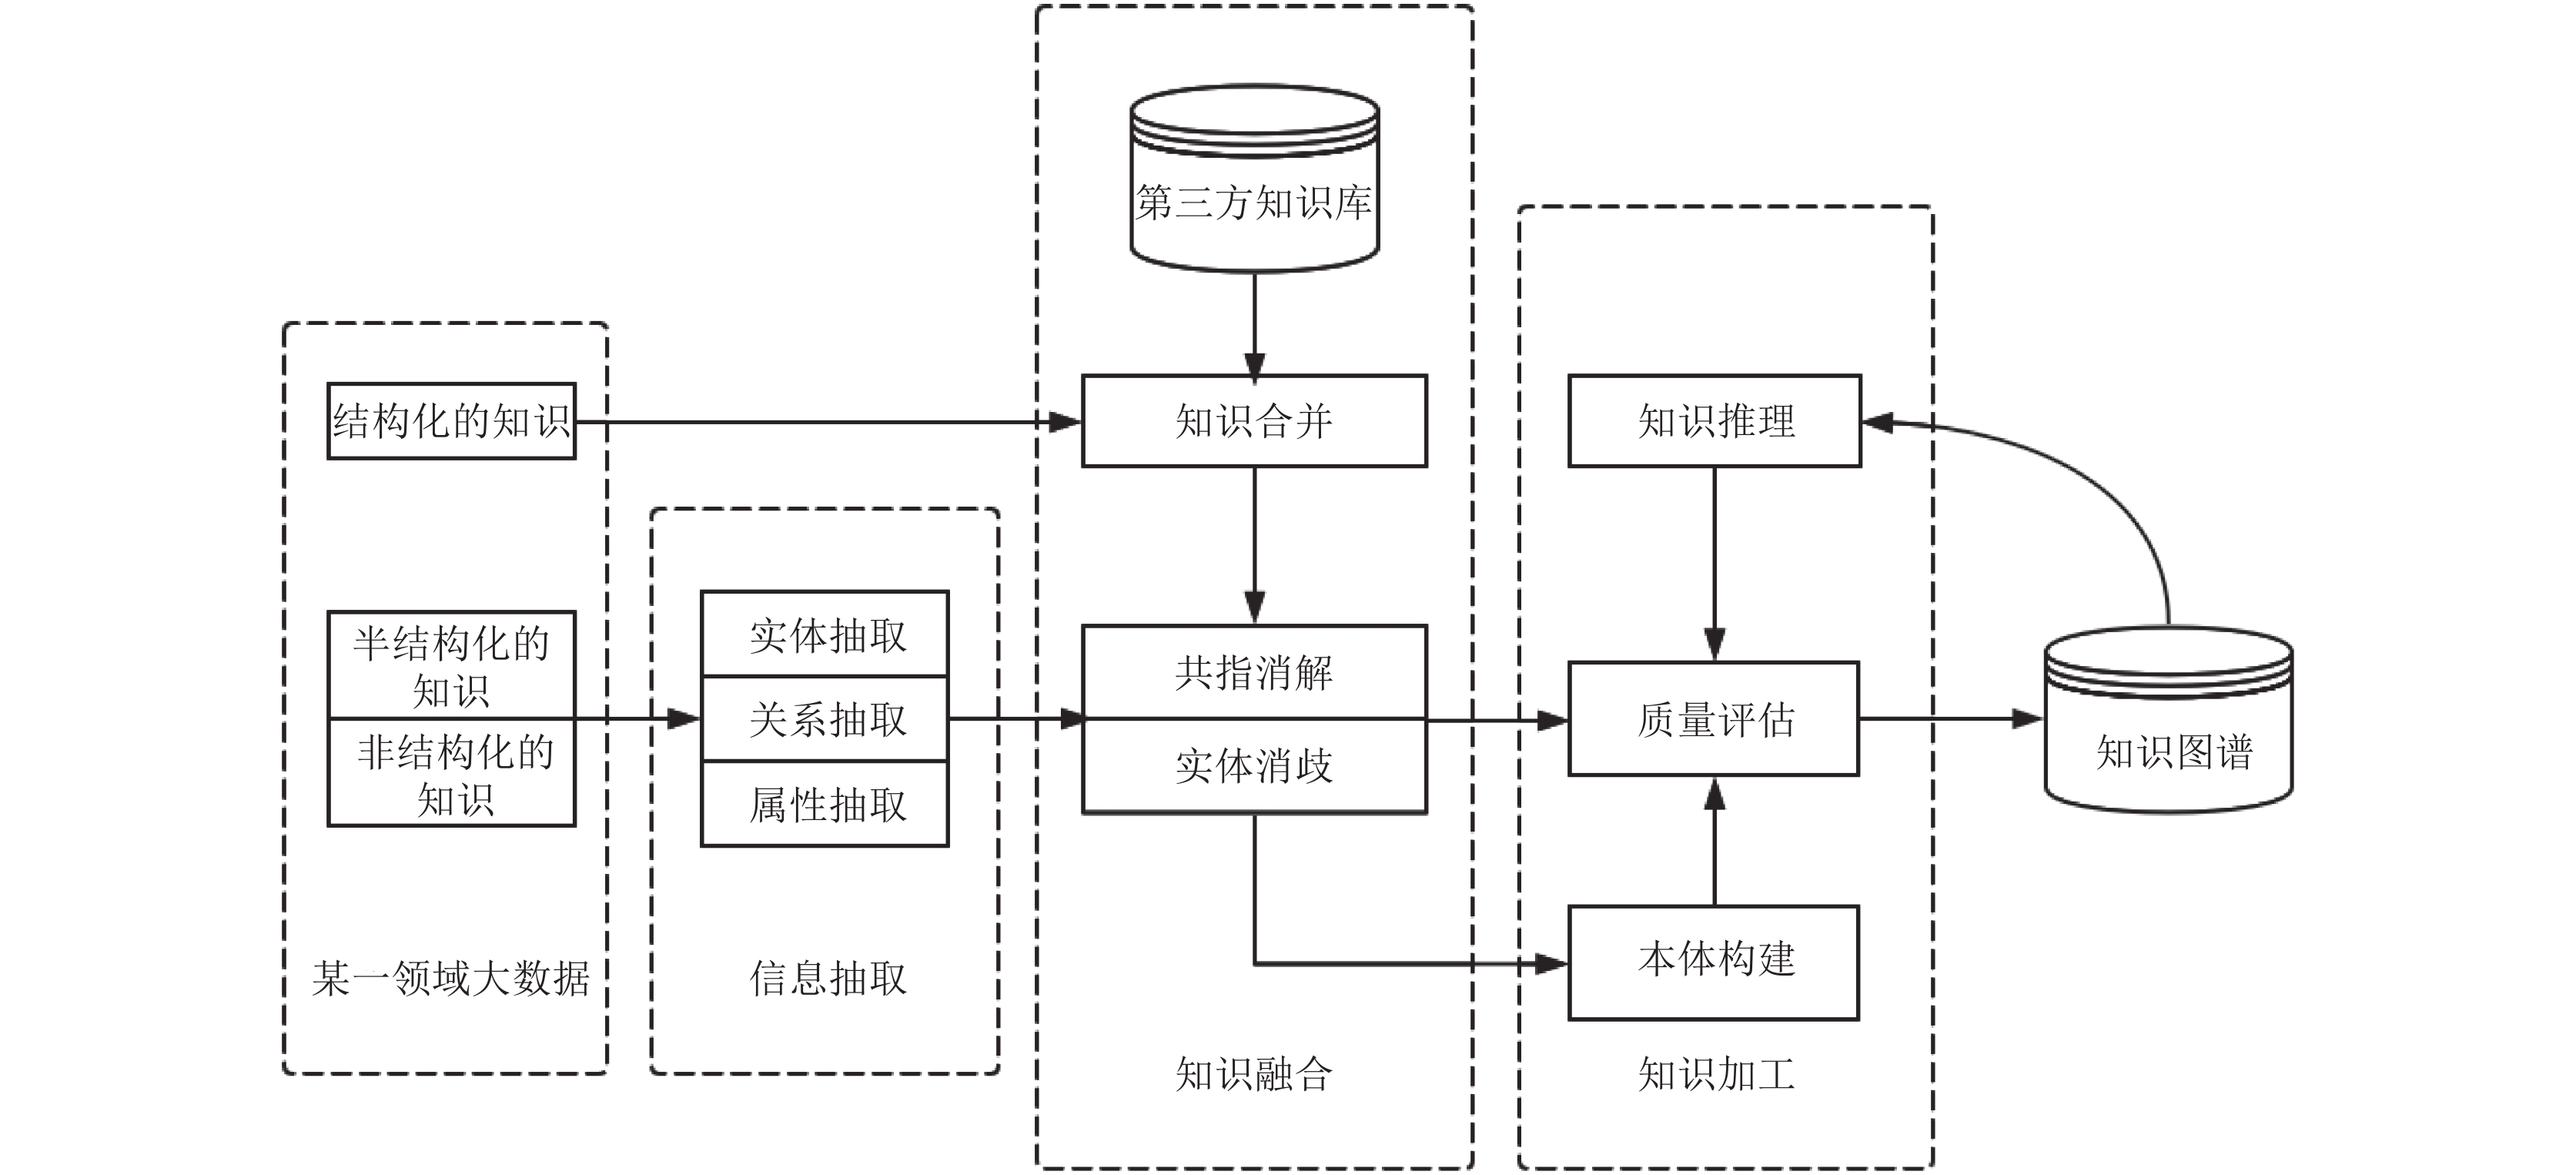 第三方知识库
结构化的知识
知识合并
知识推理
半结构化的
知识
非结构化的
知识
实体抽取
关系抽取
属性抽取
共指消解
实体消歧
质量评估
知识图谱
本体构建
某一领域大数据
信息抽取
知识融合
知识加工